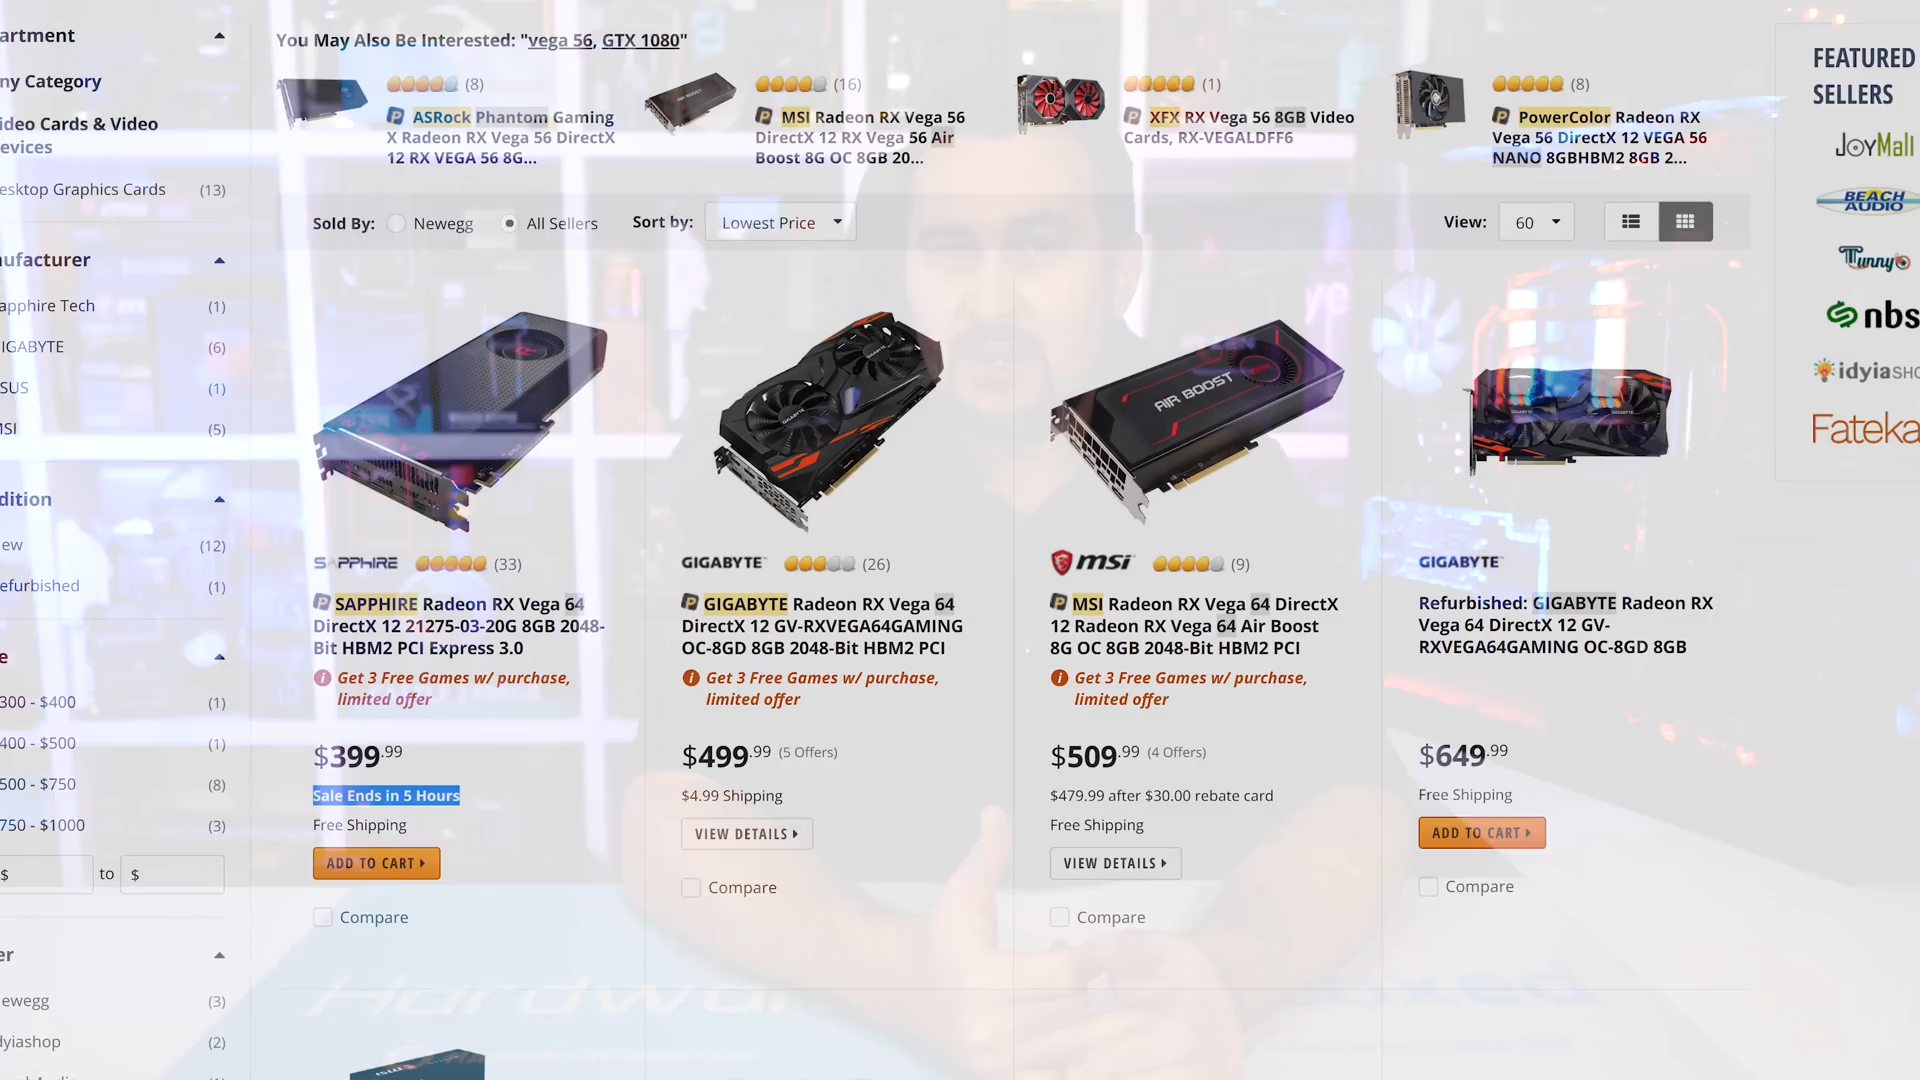 artment
ny Category
ideo Cards & Video
evices
esktop Graphics Cards (13)
ufacturer
apphire Tech (1)
IGABYTE (6)
SUS (1)
MSI (5)
dition
ew (12)
efurbished (1)
e
300 - $400 (1)
400 - $500 (1)
500 - $750 (8)
750 - $1000 (3)
$ to $
er
ewegg (3)
dyiashop (2)
You May Also Be Interested: "vega 56, GTX 1080"
(8)
ASRock Phantom Gaming
X Radeon RX Vega 56 DirectX
12 RX VEGA 56 8G...
AIR BOOST
(16)
MSI Radeon RX Vega 56
DirectX 12 RX Vega 56 Air
Boost 8G OC 8GB 20...
(1)
XFX RX Vega 56 8GB Video
Cards, RX-VEGALDFF6
(8)
PowerColor Radeon RX
Vega 56 DirectX 12 VEGA 56
NANO 8GBHBM2 8GB 2...
Sold By: Newegg All Sellers Sort by: Lowest Price View: 60
SAPPHIRE (33)
SAPPHIRE Radeon RX Vega 64
DirectX 12 21275-03-20G 8GB 2048-
Bit HBM2 PCI Express 3.0
Get 3 Free Games w/ purchase,
limited offer
$399.99
Sale Ends in 5 Hours
Free Shipping
ADD TO CART
Compare
GIGABYTE
GIGABYTE
GIGABYTE (26)
GIGABYTE Radeon RX Vega 64
DirectX 12 GV-RXVEGA64GAMING
OC-8GD 8GB 2048-Bit HBM2 PCI
Get 3 Free Games w/ purchase,
limited offer
$499.99 (5 Offers)
$4.99 Shipping
VIEW DETAILS
Compare
AIR BOOST
msi (9)
MSI Radeon RX Vega 64 DirectX
12 Radeon RX Vega 64 Air Boost
8G OC 8GB 2048-Bit HBM2 PCI
Get 3 Free Games w/ purchase,
limited offer
$509.99 (4 Offers)
$479.99 after $30.00 rebate card
Free Shipping
VIEW DETAILS
Compare
GIGABYTE
Refurbished: GIGABYTE Radeon RX
Vega 64 DirectX 12 GV-
RXVEGA64GAMING OC-8GD 8GB
$649.99
Free Shipping
ADD TO CART
Compare
FEATURED
SELLERS
JoyMall
BEACH
AUDIO
Tunny
nbs
idyiaSHO
Fateka
Hardwar